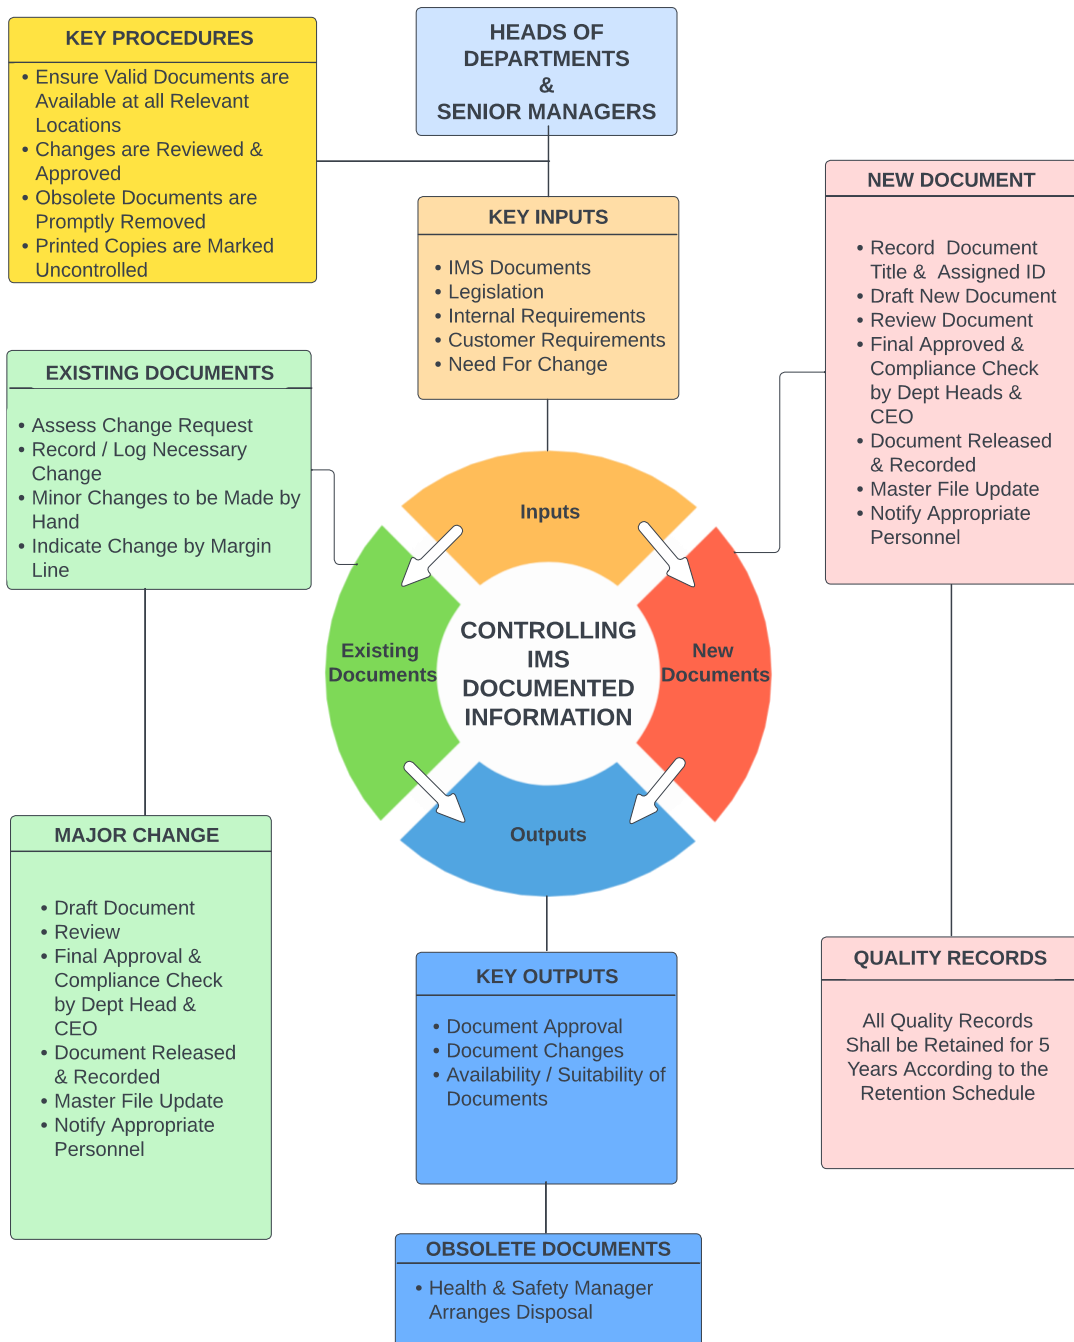 KEY PROCEDURES
• Ensure Valid Documents are
Available at all Relevant
Locations
• Changes are Reviewed &
Approved
• Obsolete Documents are
Promptly Removed
• Printed Copies are Marked
Uncontrolled
HEADS OF
DEPARTMENTS
&
SENIOR MANAGERS
KEY INPUTS
• IMS Documents
• Legislation
• Internal Requirements
• Customer Requirements
• Need For Change
NEW DOCUMENT
• Record Document
Title & Assigned ID
• Draft New Document
• Review Document
• Final Approved &
Compliance Check
by Dept Heads &
CEO
• Document Released
& Recorded
• Master File Update
• Notify Appropriate
Personnel
EXISTING DOCUMENTS
• Assess Change Request
• Record / Log Necessary
Change
• Minor Changes to be Made by
Hand
• Indicate Change by Margin
Line
Inputs
Existing
Documents
CONTROLLING
IMS
DOCUMENTED
INFORMATION
New
Documents
Outputs
MAJOR CHANGE
• Draft Document
• Review
• Final Approval &
Compliance Check
by Dept Head &
CEO
• Document Released
& Recorded
• Master File Update
• Notify Appropriate
Personnel
KEY OUTPUTS
• Document Approval
• Document Changes
• Availability / Suitability of
Documents
QUALITY RECORDS
All Quality Records
Shall be Retained for 5
Years According to the
Retention Schedule
OBSOLETE DOCUMENTS
• Health & Safety Manager
Arranges Disposal